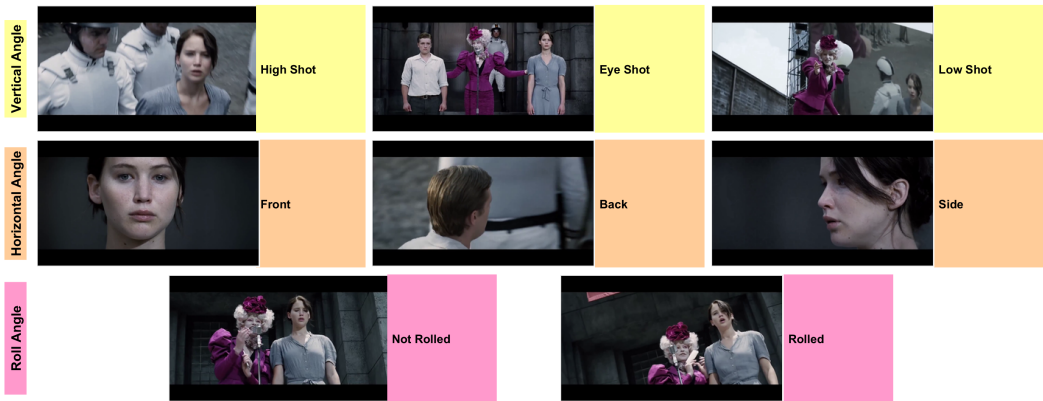 Vertical Angle
High Shot
Eye Shot
Low Shot
Horizontal Angle
Front
Back
Side
Roll Angle
Not Rolled
Rolled